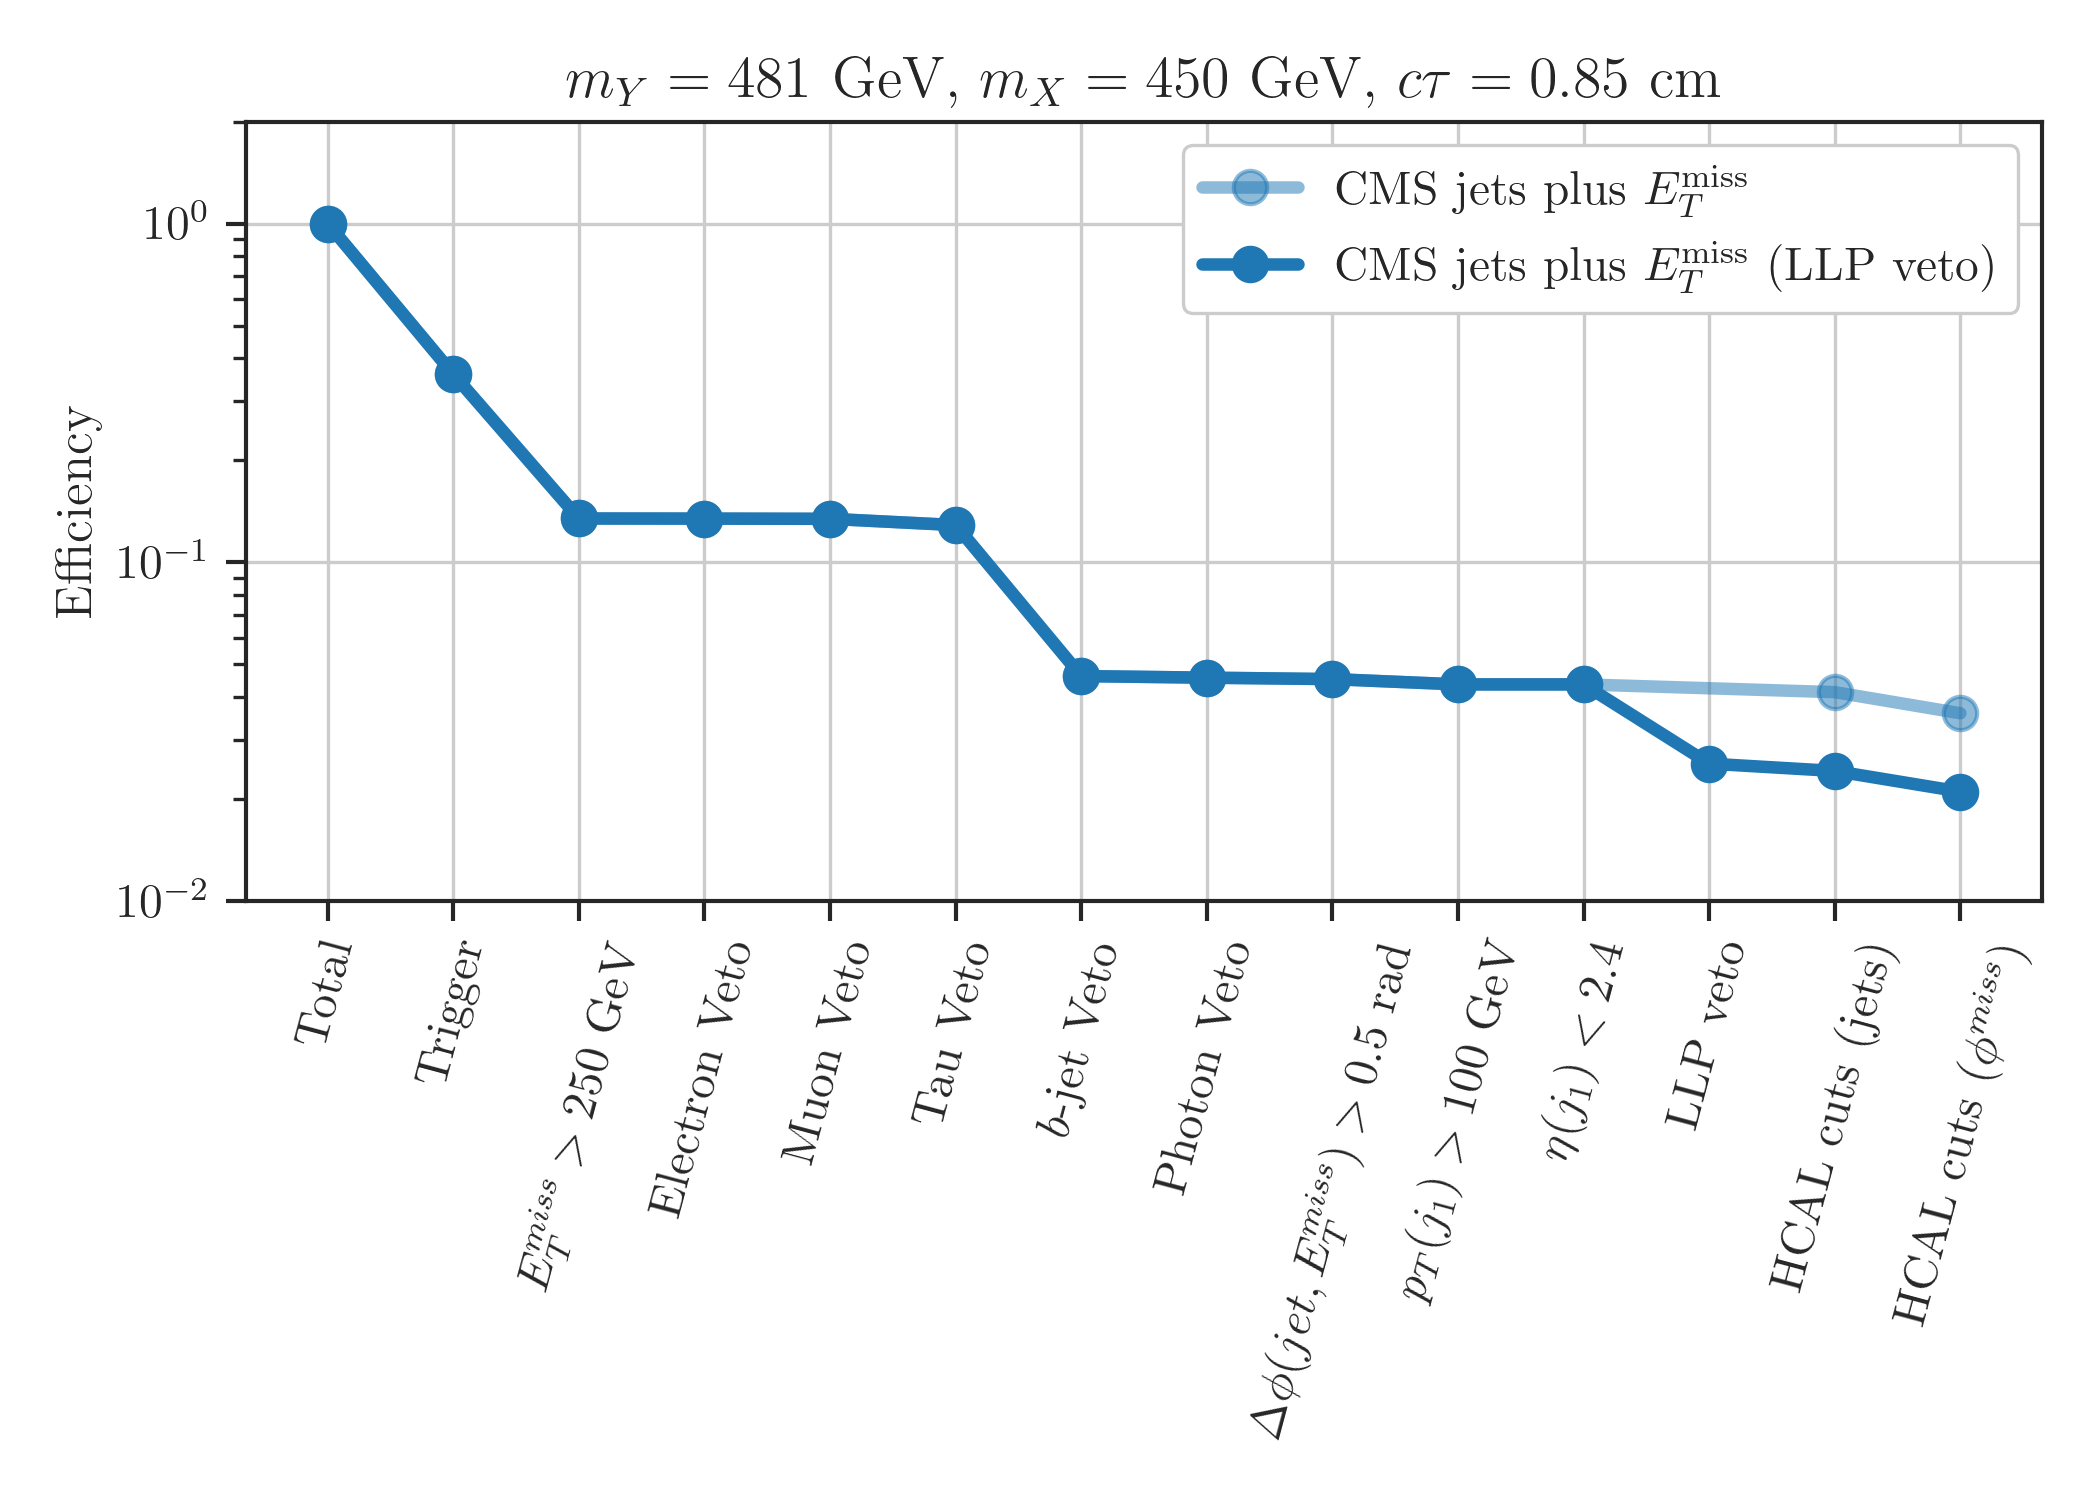 m_Y = 481 GeV, m_X = 450 GeV, cτ = 0.85 cm
CMS jets plus E_T^miss
CMS jets plus E_T^miss (LLP veto)
Efficiency
10^0
10^−1
10^−2
Total
Trigger
E_T^miss > 250 GeV
Electron Veto
Muon Veto
Tau Veto
b-jet Veto
Photon Veto
Δϕ(jet, E_T^miss) > 0.5 rad
p_T(j_1) > 100 GeV
η(j_1) < 2.4
LLP veto
HCAL cuts (jets)
HCAL cuts (ϕ^miss)